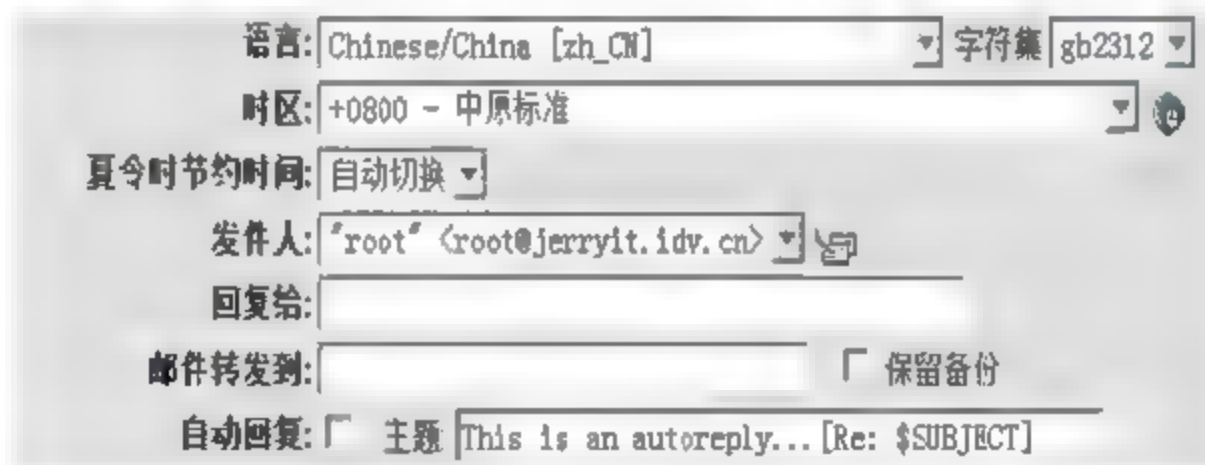 语言: Chinese/China [zh_CN] 字符集 gb2312
时区: +0800 - 中原标准
夏令时节约时间: 自动切换
发件人: "root" <root@jerryit.idv.cn>
回复给:
邮件转发到: 保留备份
自动回复: 主题 This is an autoreply...[Re: $SUBJECT]